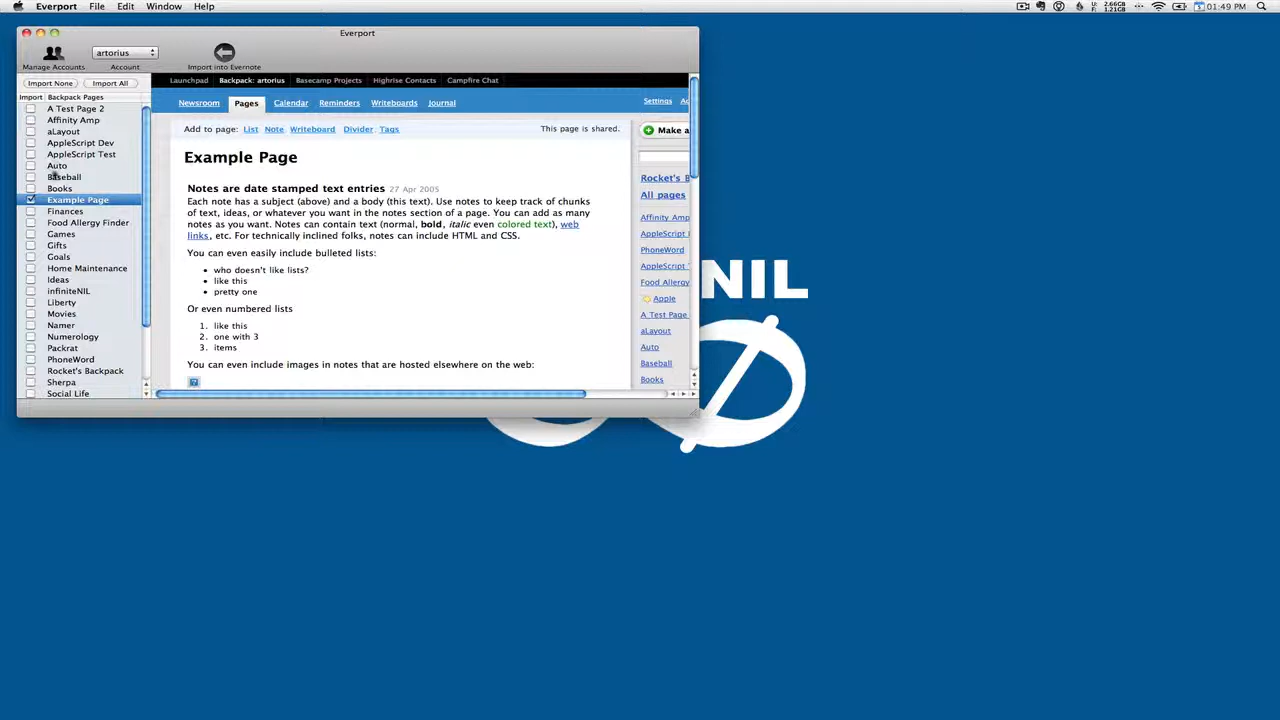 Everport File Edit Window Help
U: 2.66GB
F: 1.21GB
01:49 PM
Everport
artorius
Manage Accounts Account Import into Evernote
Import None Import All
Import Backpack Pages
A Test Page 2
Affinity Amp
aLayout
AppleScript Dev
AppleScript Test
Auto
Baseball
Books
Example Page
Finances
Food Allergy Finder
Games
Gifts
Goals
Home Maintenance
Ideas
infiniteNIL
Liberty
Movies
Namer
Numerology
Packrat
PhoneWord
Rocket's Backpack
Sherpa
Social Life
Launchpad Backpack: artorius Basecamp Projects Highrise Contacts Campfire Chat
Newsroom Pages Calendar Reminders Writeboards Journal Settings Ac
Add to page: List Note Writeboard Divider Tags This page is shared.
Example Page
Notes are date stamped text entries 27 Apr 2005
Each note has a subject (above) and a body (this text). Use notes to keep track of chunks
of text, ideas, or whatever you want in the notes section of a page. You can add as many
notes as you want. Notes can contain text (normal, bold, italic even colored text), web
links, etc. For technically inclined folks, notes can include HTML and CSS.
You can even easily include bulleted lists:
• who doesn't like lists?
• like this
• pretty one
Or even numbered lists
1. like this
2. one with 3
3. items
You can even include images in notes that are hosted elsewhere on the web:
?
Make a
Rocket's B
All pages
Affinity Amp
AppleScript
PhoneWord
AppleScript
Food Allergy
Apple
A Test Page
aLayout
Auto
Baseball
Books
NIL